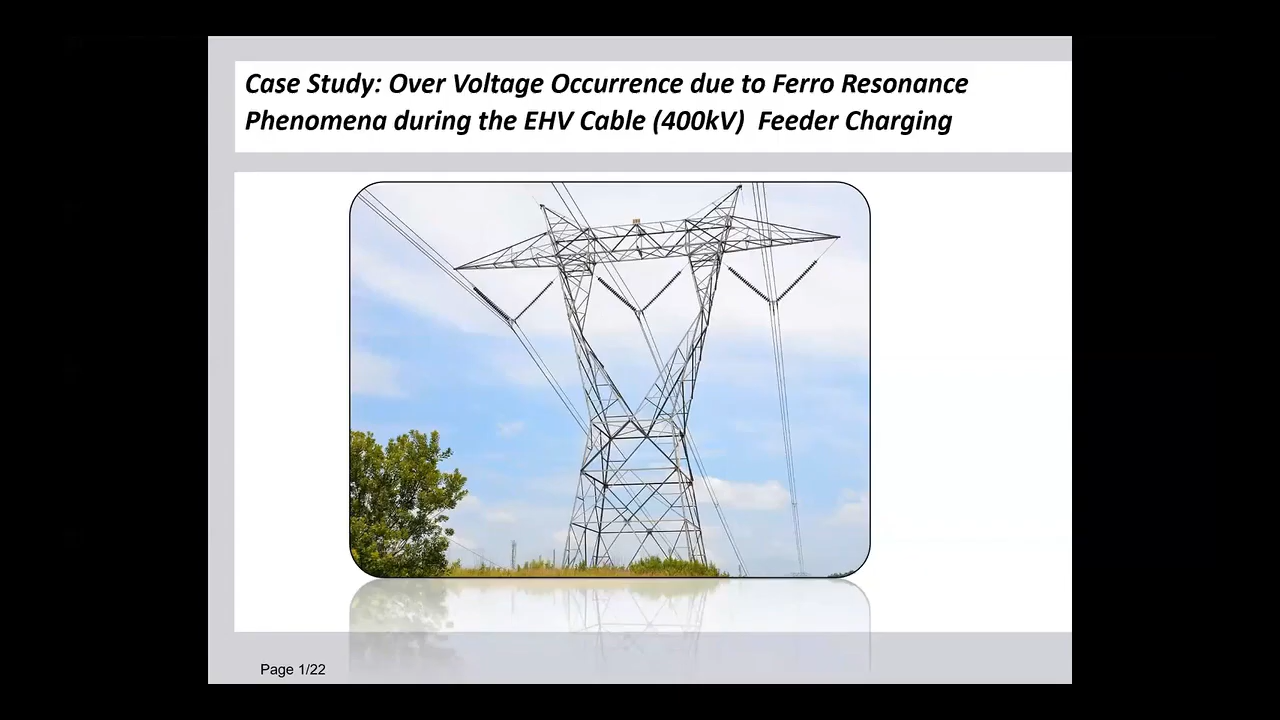 Case Study: Over Voltage Occurrence due to Ferro Resonance
Phenomena during the EHV Cable (400kV)  Feeder Charging
Page 1/22